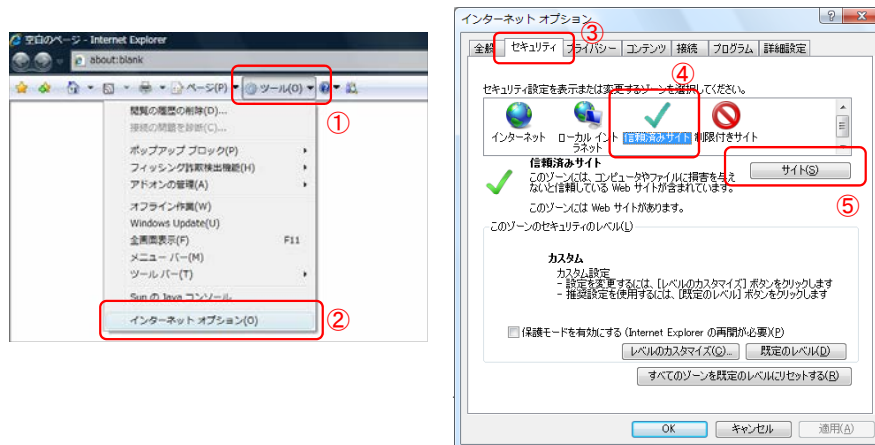 空白のページ - Internet Explorer
about:blank
ページ(P)
ツール(O)
①
閲覧の履歴の削除(D)...
接続の問題を診断(C)...
ポップアップ ブロック(P)
フィッシング詐欺検出機能(H)
アドオンの管理(A)
オフライン作業(W)
Windows Update(U)
全画面表示(F) F11
メニュー バー(M)
ツール バー(T)
Sun の Java コンソール
インターネット オプション(O)
②
インターネット オプション
③
全般 セキュリティ プライバシー コンテンツ 接続 プログラム 詳細設定
④
セキュリティ設定を表示または変更するゾーンを選択してください。
インターネット ローカル イントラネット 信頼済みサイト 制限付きサイト
信頼済みサイト
サイト(S)
このゾーンには、コンピュータやファイルに損害を与え
ないと信頼している Web サイトが含まれています。
⑤
このゾーンには Web サイトがあります。
このゾーンのセキュリティのレベル(L)
カスタム
カスタム設定
- 設定を変更するには、[レベルのカスタマイズ] ボタンをクリックします
- 推奨設定を使用するには、[既定のレベル] ボタンをクリックします
保護モードを有効にする (Internet Explorer の再開が必要)(P)
レベルのカスタマイズ(C)... 既定のレベル(D)
すべてのゾーンを既定のレベルにリセットする(R)
OK キャンセル 適用(A)